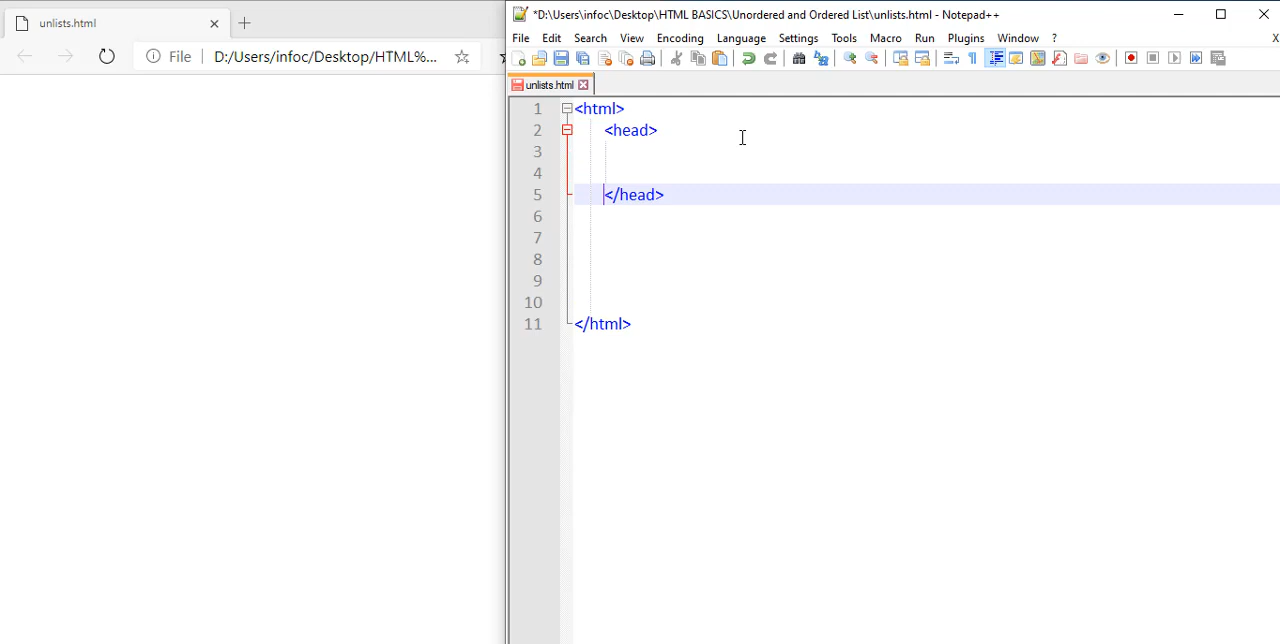 unlists.html
File D:/Users/infoc/Desktop/HTML%...
*D:\Users\infoc\Desktop\HTML BASICS\Unordered and Ordered List\unlists.html - Notepad++
File Edit Search View Encoding Language Settings Tools Macro Run Plugins Window ? X
unlists.html
1 <html>
2 <head>
3
4
5 </head>
6
7
8
9
10
11 </html>